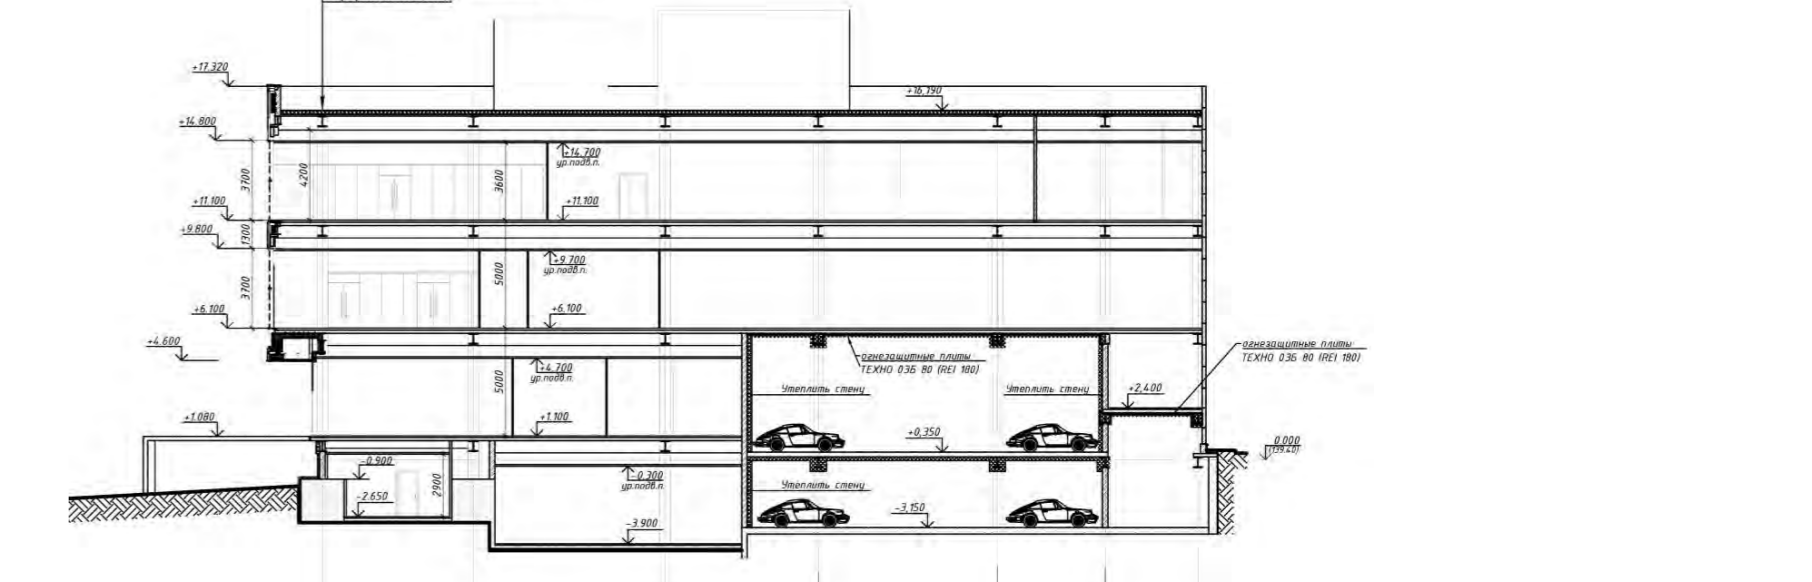 +17.320
+16,190
+14.800
+14.700
ур.подв.п.
3700
4200
3600
+11.100
+11.100
+9.800
1300
+9.700
ур.подв.п.
3700
5000
+6.100
+6.100
+4.600
огнезащитные плиты
ТЕХНО ОЗБ 80 (REI 180)
огнезащитные плиты
ТЕХНО ОЗБ 80 (REI 180)
+4.700
ур.подв.п.
5000
Утеплить стену
Утеплить стену
+2,400
+1.080
+1.100
+0,350
0.000
(139.40)
-0.900
-0.300
ур.подв.п.
2900
-2.650
Утеплить стену
-3,150
-3.900